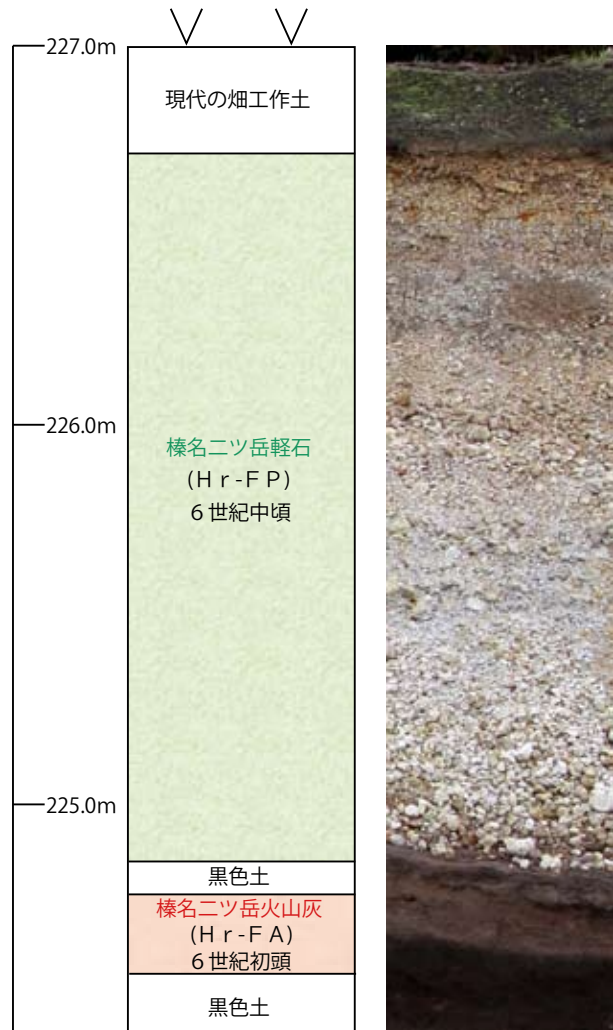 227.0m
現代の畑工作土
226.0m
榛名二ツ岳軽石
(Ｈｒ-ＦＰ)
６世紀中頃
225.0m
黒色土
榛名二ツ岳火山灰
(Ｈｒ-ＦＡ)
６世紀初頭
黒色土